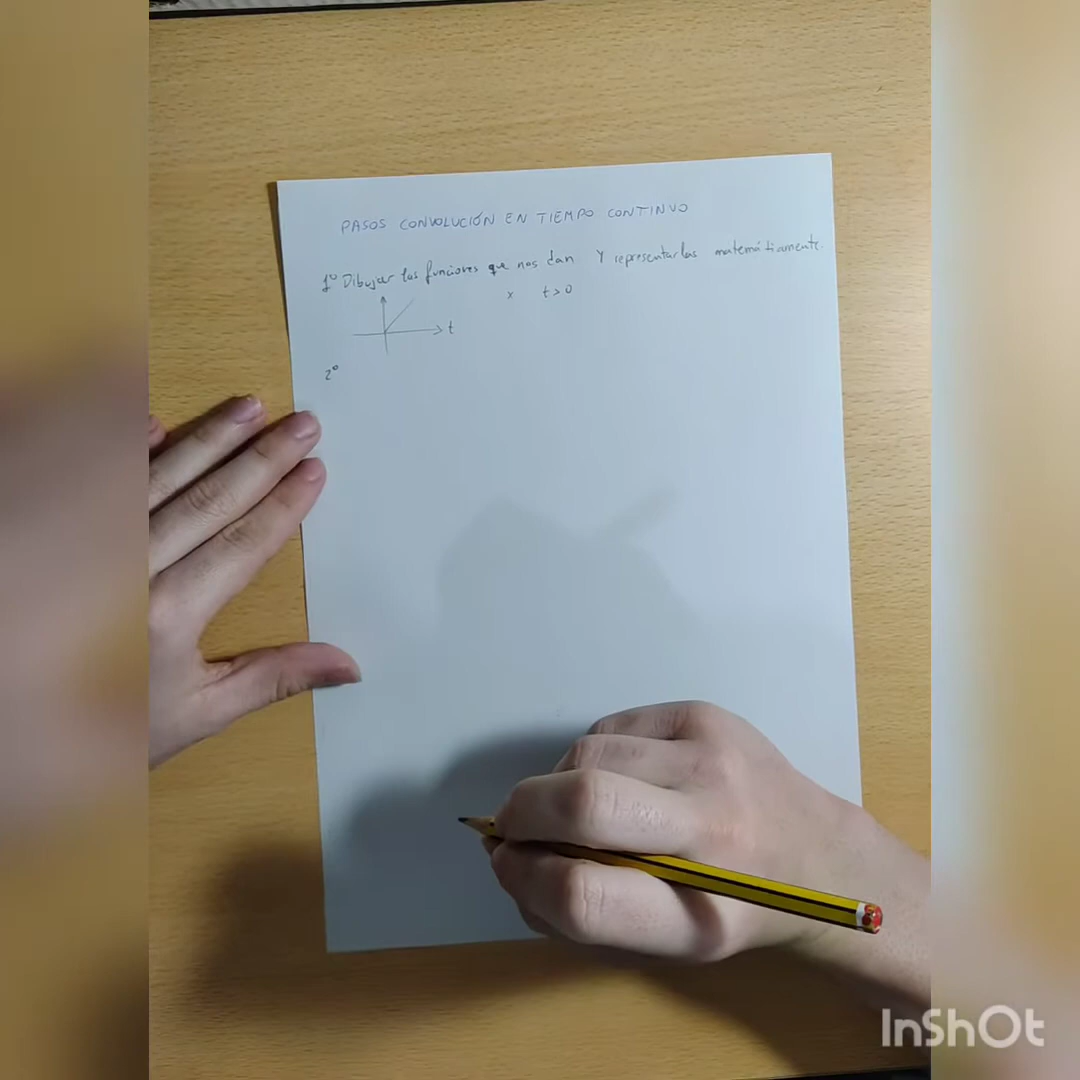 PASOS CONVOLUCIÓN EN TIEMPO CONTINUO
1º Dibujar las funciones que nos dan Y representarlas matemáticamente.
x t>0
t
2º
InShOt